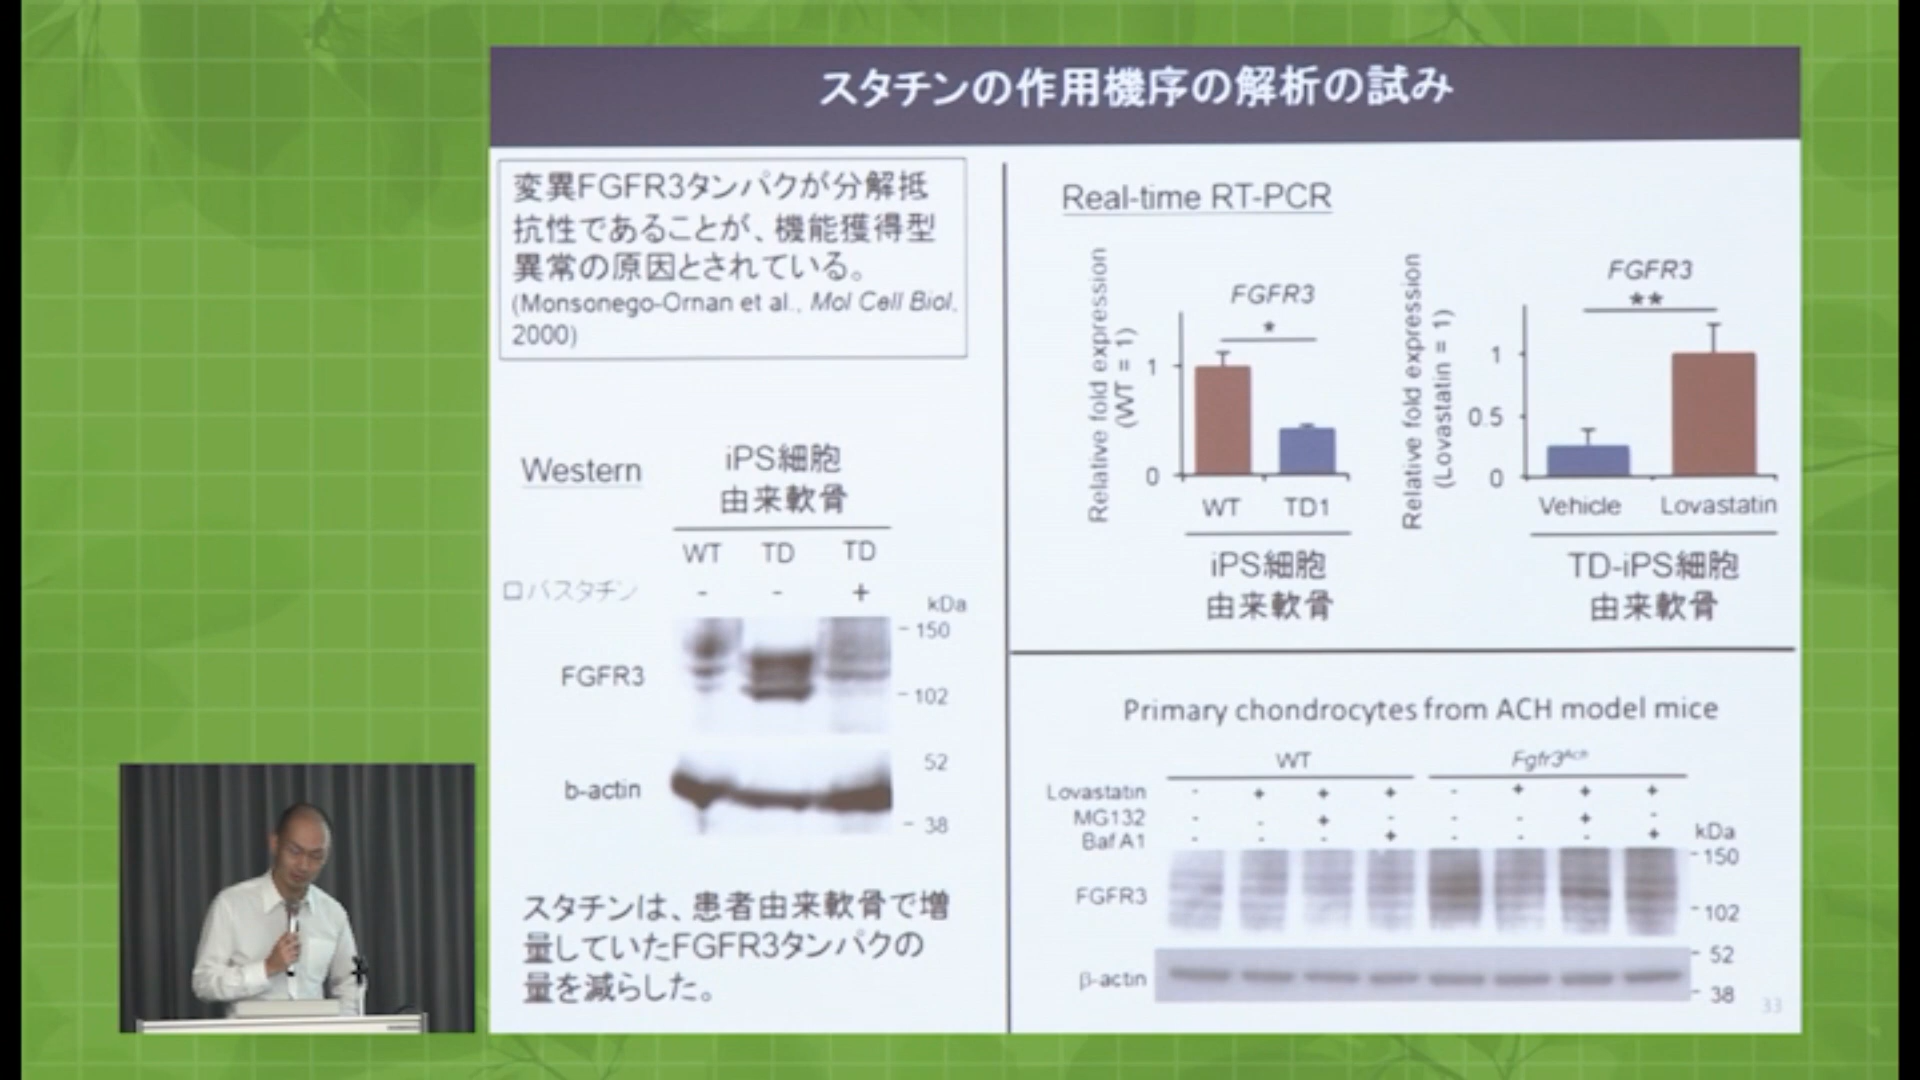 スタチンの作用機序の解析の試み
変異FGFR3タンパクが分解抵
抗性であることが、機能獲得型
異常の原因とされている。
(Monsonego-Ornan et al., Mol Cell Biol,
2000)
Western
iPS細胞
由来軟骨
WT TD TD
ロバスタチン - - +
kDa
150
FGFR3
102
52
b-actin
38
スタチンは、患者由来軟骨で増
量していたFGFR3タンパクの
量を減らした。
Real-time RT-PCR
Relative fold expression
(WT = 1)
FGFR3
*
1
0
WT TD1
iPS細胞
由来軟骨
Relative fold expression
(Lovastatin = 1)
FGFR3
**
1
0.5
0
Vehicle Lovastatin
TD-iPS細胞
由来軟骨
Primary chondrocytes from ACH model mice
WT Fgfr3Ach
Lovastatin - + + + - + + +
MG132 - - + - - - + -
Baf A1 - - - + - - - +
kDa
150
FGFR3
102
52
β-actin
38
33